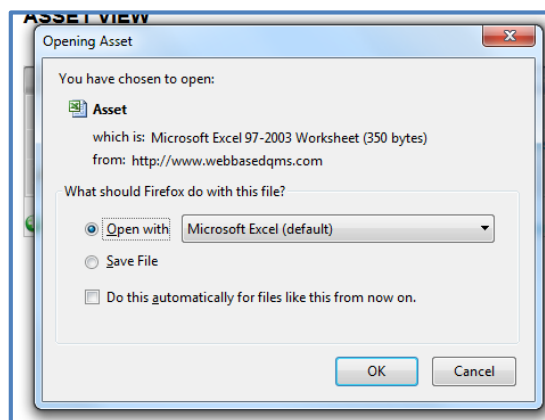 ASSET VIEW
Opening Asset
You have chosen to open:
Asset
which is: Microsoft Excel 97-2003 Worksheet (350 bytes)
from: http://www.webbasedqms.com
What should Firefox do with this file?
Open with Microsoft Excel (default)
Save File
Do this automatically for files like this from now on.
OK Cancel